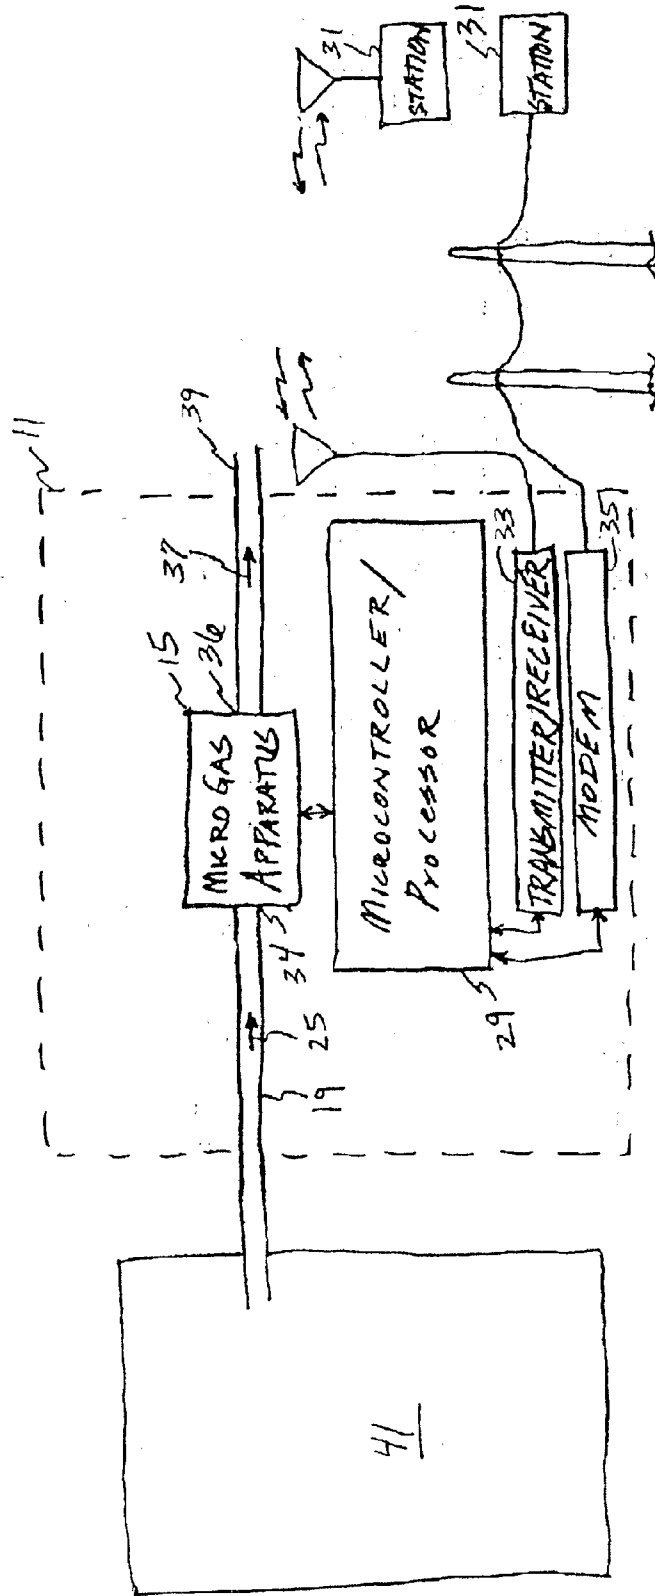 11
15
36
37
39
MICRO GAS
APPARATUS
34
25
19
41
MICROCONTROLLER/
PROCESSOR
29
33
TRANSMITTER/RECEIVER
MODEM
35
31
STATION
31
STATION